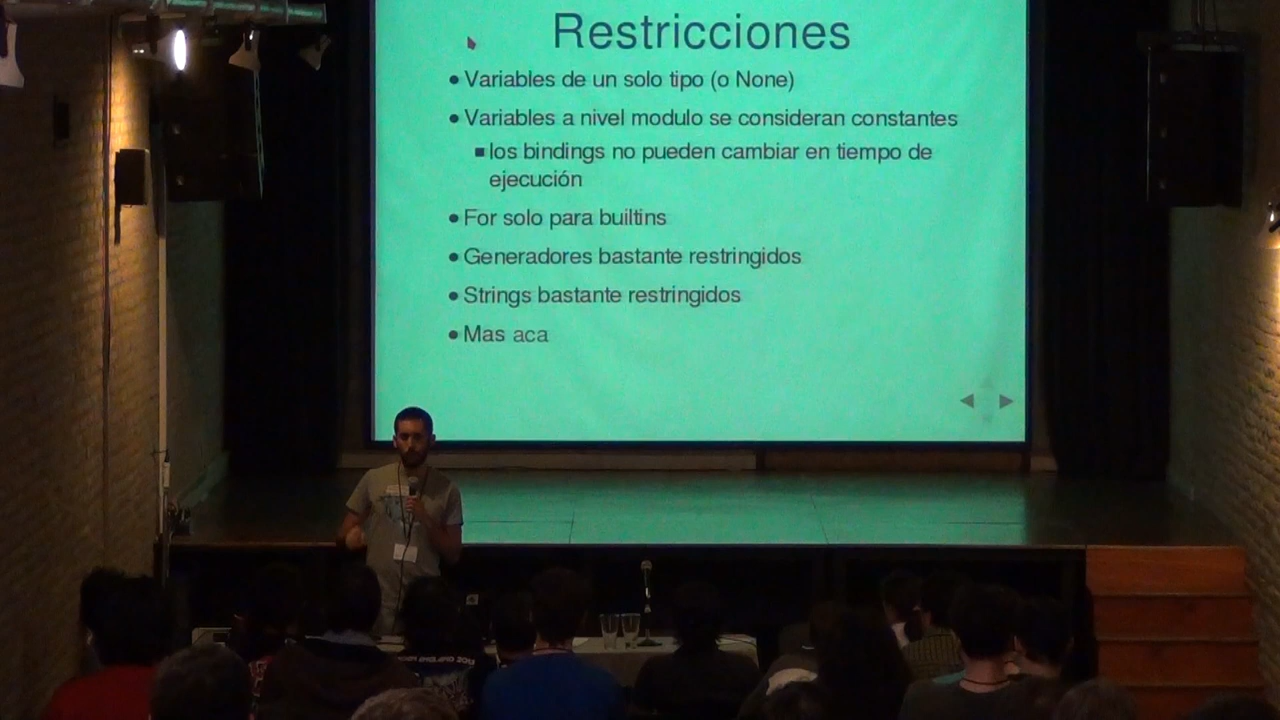 Restricciones
• Variables de un solo tipo (o None)
• Variables a nivel modulo se consideran constantes
▪ los bindings no pueden cambiar en tiempo de
ejecución
• For solo para builtins
• Generadores bastante restringidos
• Strings bastante restringidos
• Mas aca